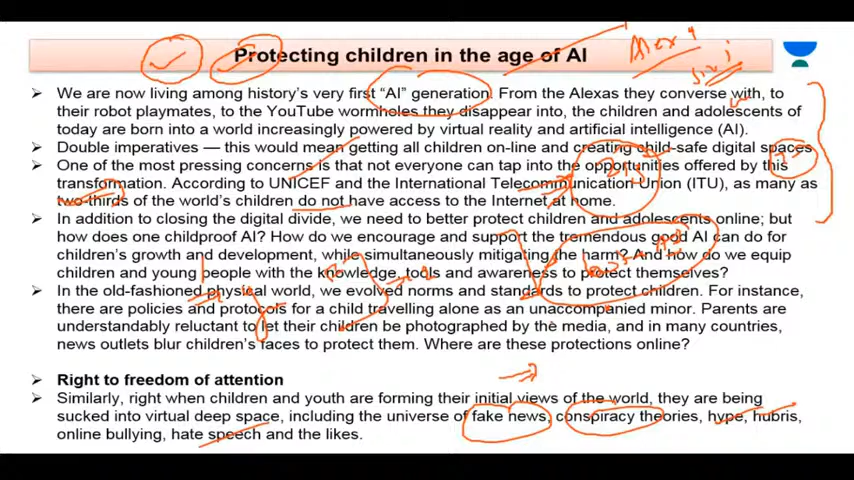 Protecting children in the age of AI
➤ We are now living among history's very first "AI" generation. From the Alexas they converse with, to
their robot playmates, to the YouTube wormholes they disappear into, the children and adolescents of
today are born into a world increasingly powered by virtual reality and artificial intelligence (AI).
➤ Double imperatives — this would mean getting all children on-line and creating child-safe digital spaces
➤ One of the most pressing concerns is that not everyone can tap into the opportunities offered by this
transformation. According to UNICEF and the International Telecommunication Union (ITU), as many as
two-thirds of the world's children do not have access to the Internet at home.
➤ In addition to closing the digital divide, we need to better protect children and adolescents online; but
how does one childproof AI? How do we encourage and support the tremendous good AI can do for
children's growth and development, while simultaneously mitigating the harm? And how do we equip
children and young people with the knowledge, tools and awareness to protect themselves?
➤ In the old-fashioned physical world, we evolved norms and standards to protect children. For instance,
there are policies and protocols for a child travelling alone as an unaccompanied minor. Parents are
understandably reluctant to let their children be photographed by the media, and in many countries,
news outlets blur children's faces to protect them. Where are these protections online?
➤ Right to freedom of attention
➤ Similarly, right when children and youth are forming their initial views of the world, they are being
sucked into virtual deep space, including the universe of fake news, conspiracy theories, hype, hubris,
online bullying, hate speech and the likes.